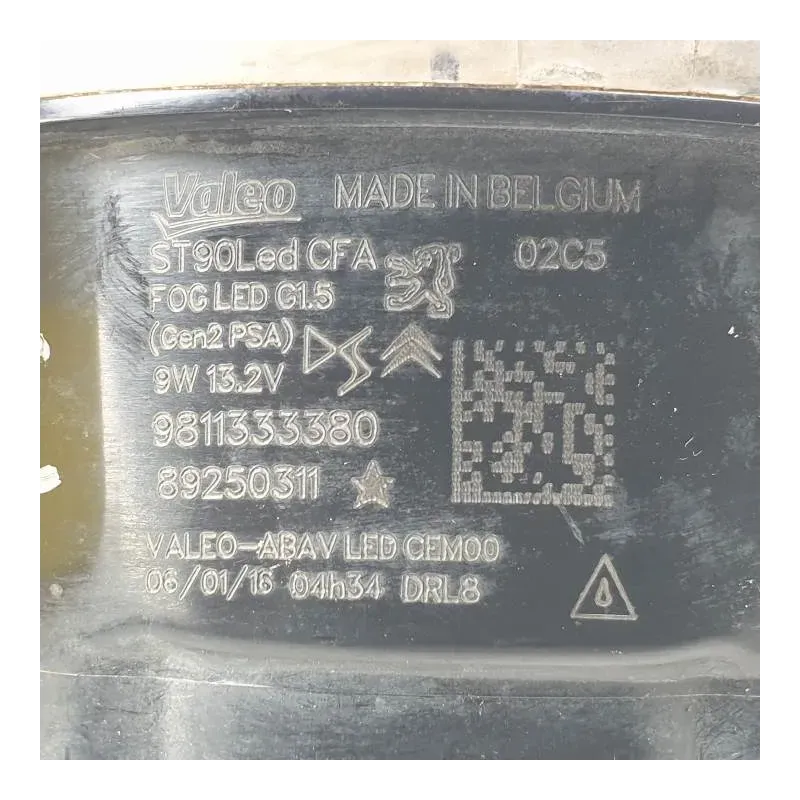 Valeo MADE IN BELGIUM
ST90Led CFA 02C5
FOG LED G1.5
(Gen2 PSA) DS
9W 13.2V
9811333380
89250311
VALEO-ABAV LED CEM00
06/01/16 04h34 DRL8